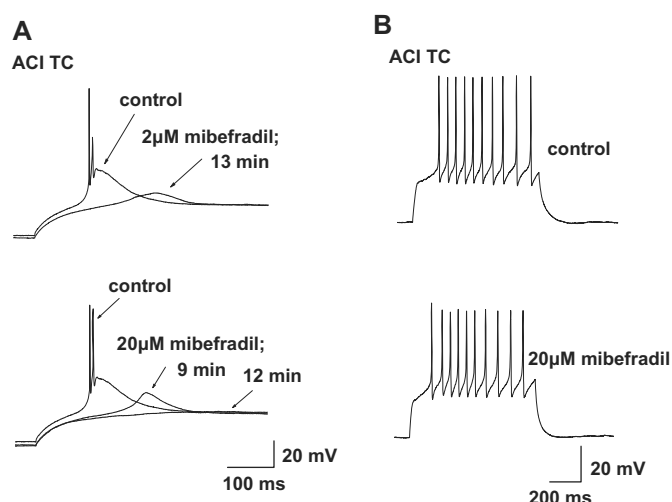 A
ACI TC
control
2µM mibefradil;
13 min
control
20µM mibefradil;
9 min
12 min
20 mV
100 ms
B
ACI TC
control
20µM mibefradil
20 mV
200 ms